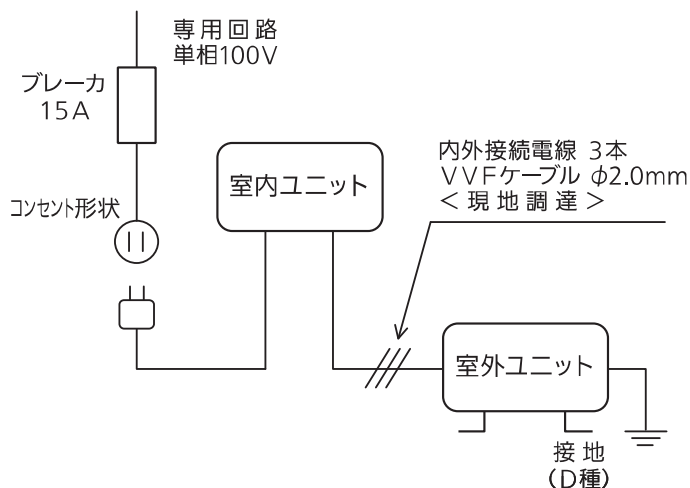 専用回路
単相100V
ブレーカ
15A
コンセント形状
室内ユニット
内外接続電線 3本
VVFケーブル φ2.0mm
<現地調達>
室外ユニット
接地
(D種)